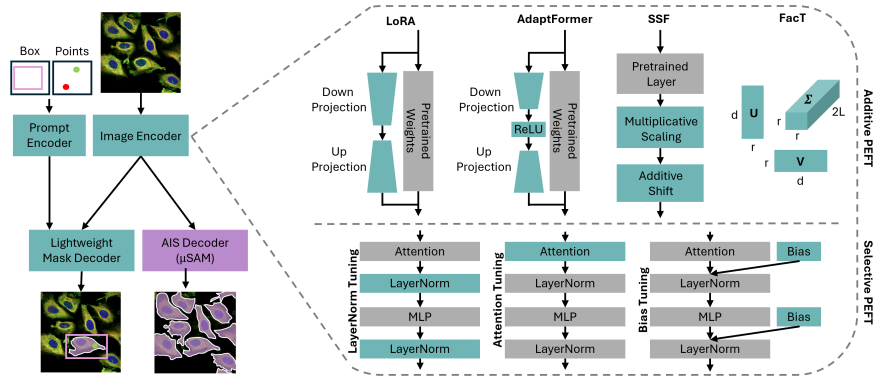 Box Points
Prompt
Encoder
Image Encoder
Lightweight
Mask Decoder
AIS Decoder
(μSAM)
LoRA
Down
Projection
Up
Projection
Pretrained
Weights
AdaptFormer
Down
Projection
ReLU
Up
Projection
Pretrained
Weights
SSF
Pretrained
Layer
Multiplicative
Scaling
Additive
Shift
FacT
d
U
r
Σ
r
r
2L
r
V
d
Additive PEFT
LayerNorm Tuning
Attention
LayerNorm
MLP
LayerNorm
Attention Tuning
Attention
LayerNorm
MLP
LayerNorm
Bias Tuning
Attention
Bias
LayerNorm
MLP
Bias
LayerNorm
Selective PEFT